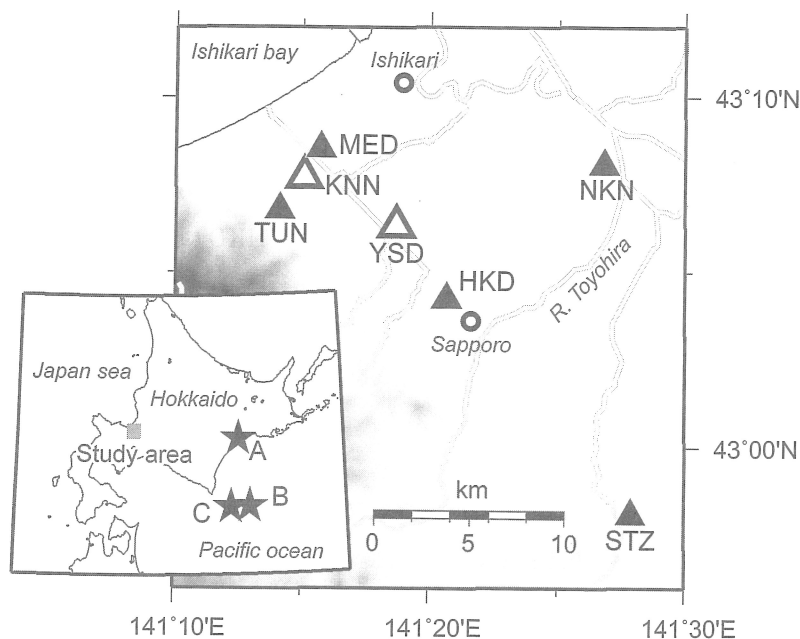 Ishikari bay
Ishikari
43°10'N
MED
KNN
NKN
TUN
YSD
HKD
R. Toyohira
Sapporo
Japan sea
Hokkaido
Study area
A
43°00'N
B
C
km
Pacific ocean
0 5 10
STZ
141°10'E 141°20'E 141°30'E